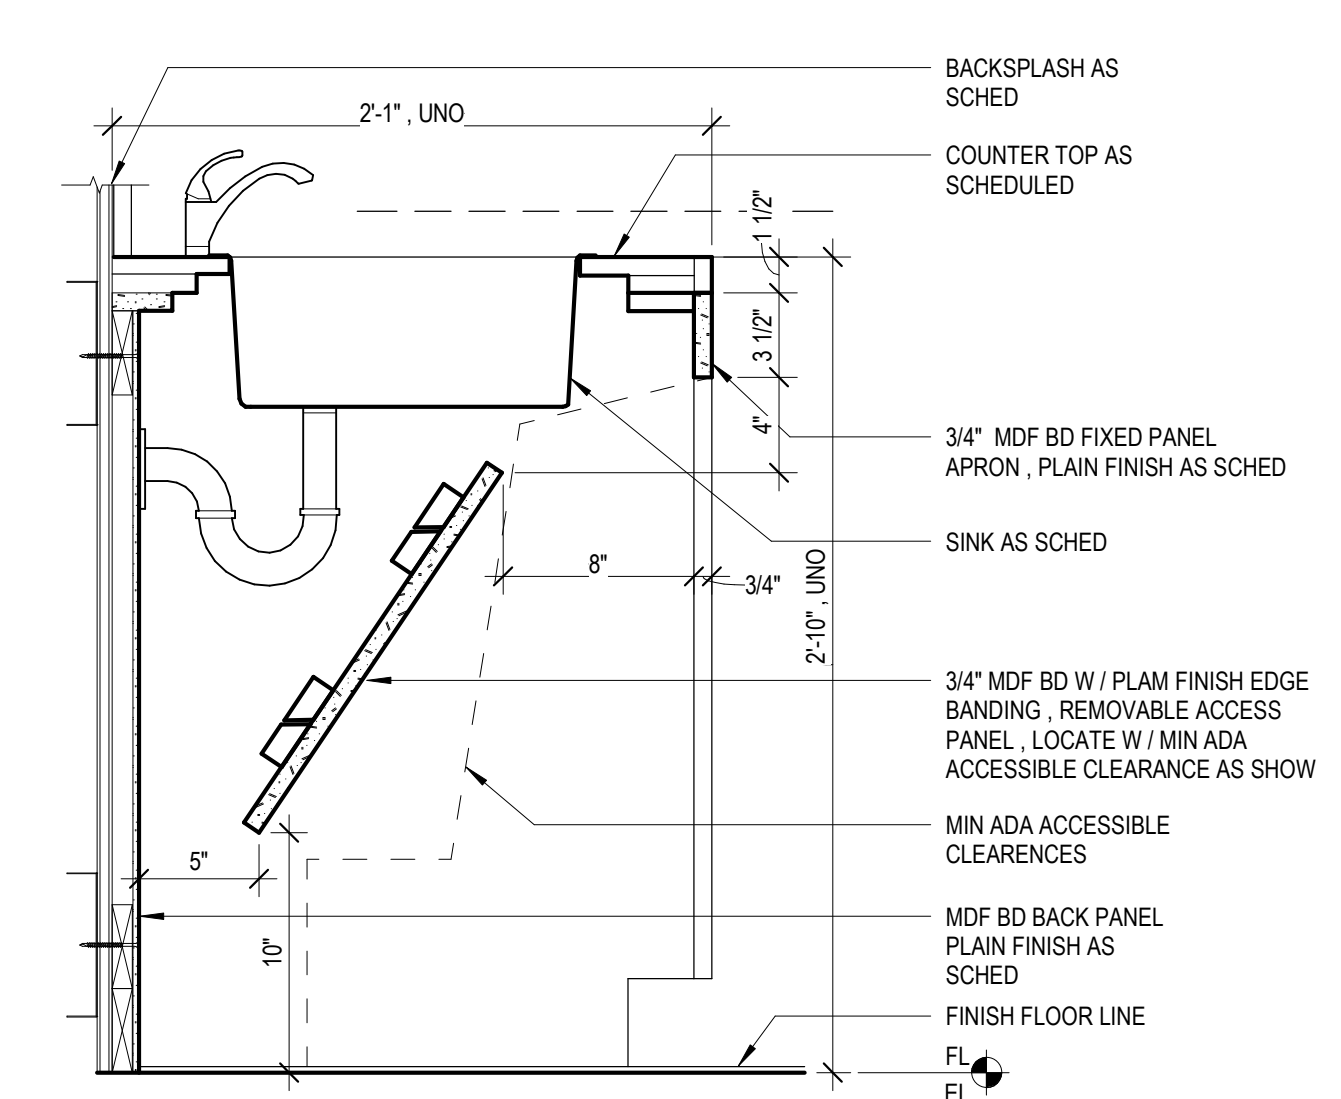 BACKSPLASH AS
SCHED
2'-1" , UNO
COUNTER TOP AS
SCHEDULED
1 1/2"
3 1/2"
4"
3/4"  MDF BD FIXED PANEL
APRON , PLAIN FINISH AS SCHED
SINK AS SCHED
8"
3/4"
2'-10" , UNO
3/4" MDF BD W / PLAM FINISH EDGE
BANDING , REMOVABLE ACCESS
PANEL , LOCATE W / MIN ADA
ACCESSIBLE CLEARANCE AS SHOW
MIN ADA ACCESSIBLE
CLEARENCES
5"
10"
MDF BD BACK PANEL
PLAIN FINISH AS
SCHED
FINISH FLOOR LINE
FL